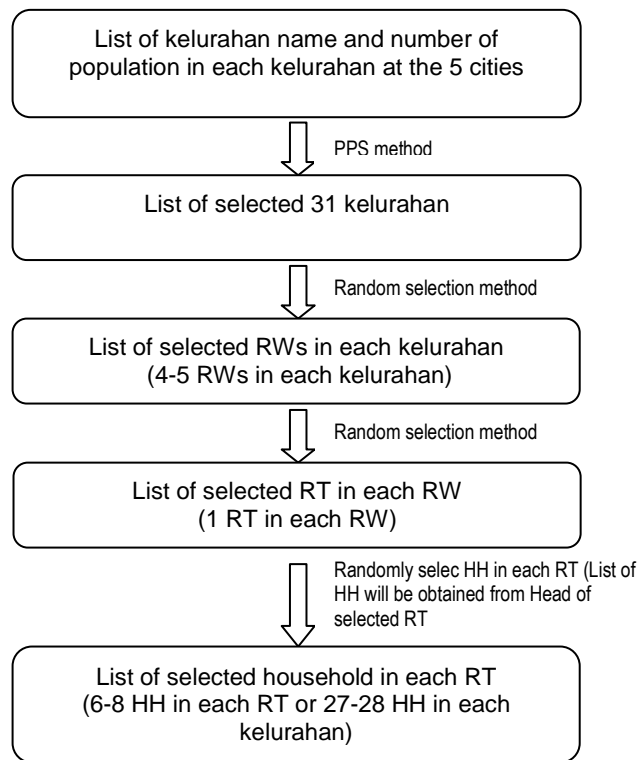 List of kelurahan name and number of
population in each kelurahan at the 5 cities
PPS method
List of selected 31 kelurahan
Random selection method
List of selected RWs in each kelurahan
(4-5 RWs in each kelurahan)
Random selection method
List of selected RT in each RW
(1 RT in each RW)
Randomly selec HH in each RT (List of
HH will be obtained from Head of
selected RT
List of selected household in each RT
(6-8 HH in each RT or 27-28 HH in each
kelurahan)